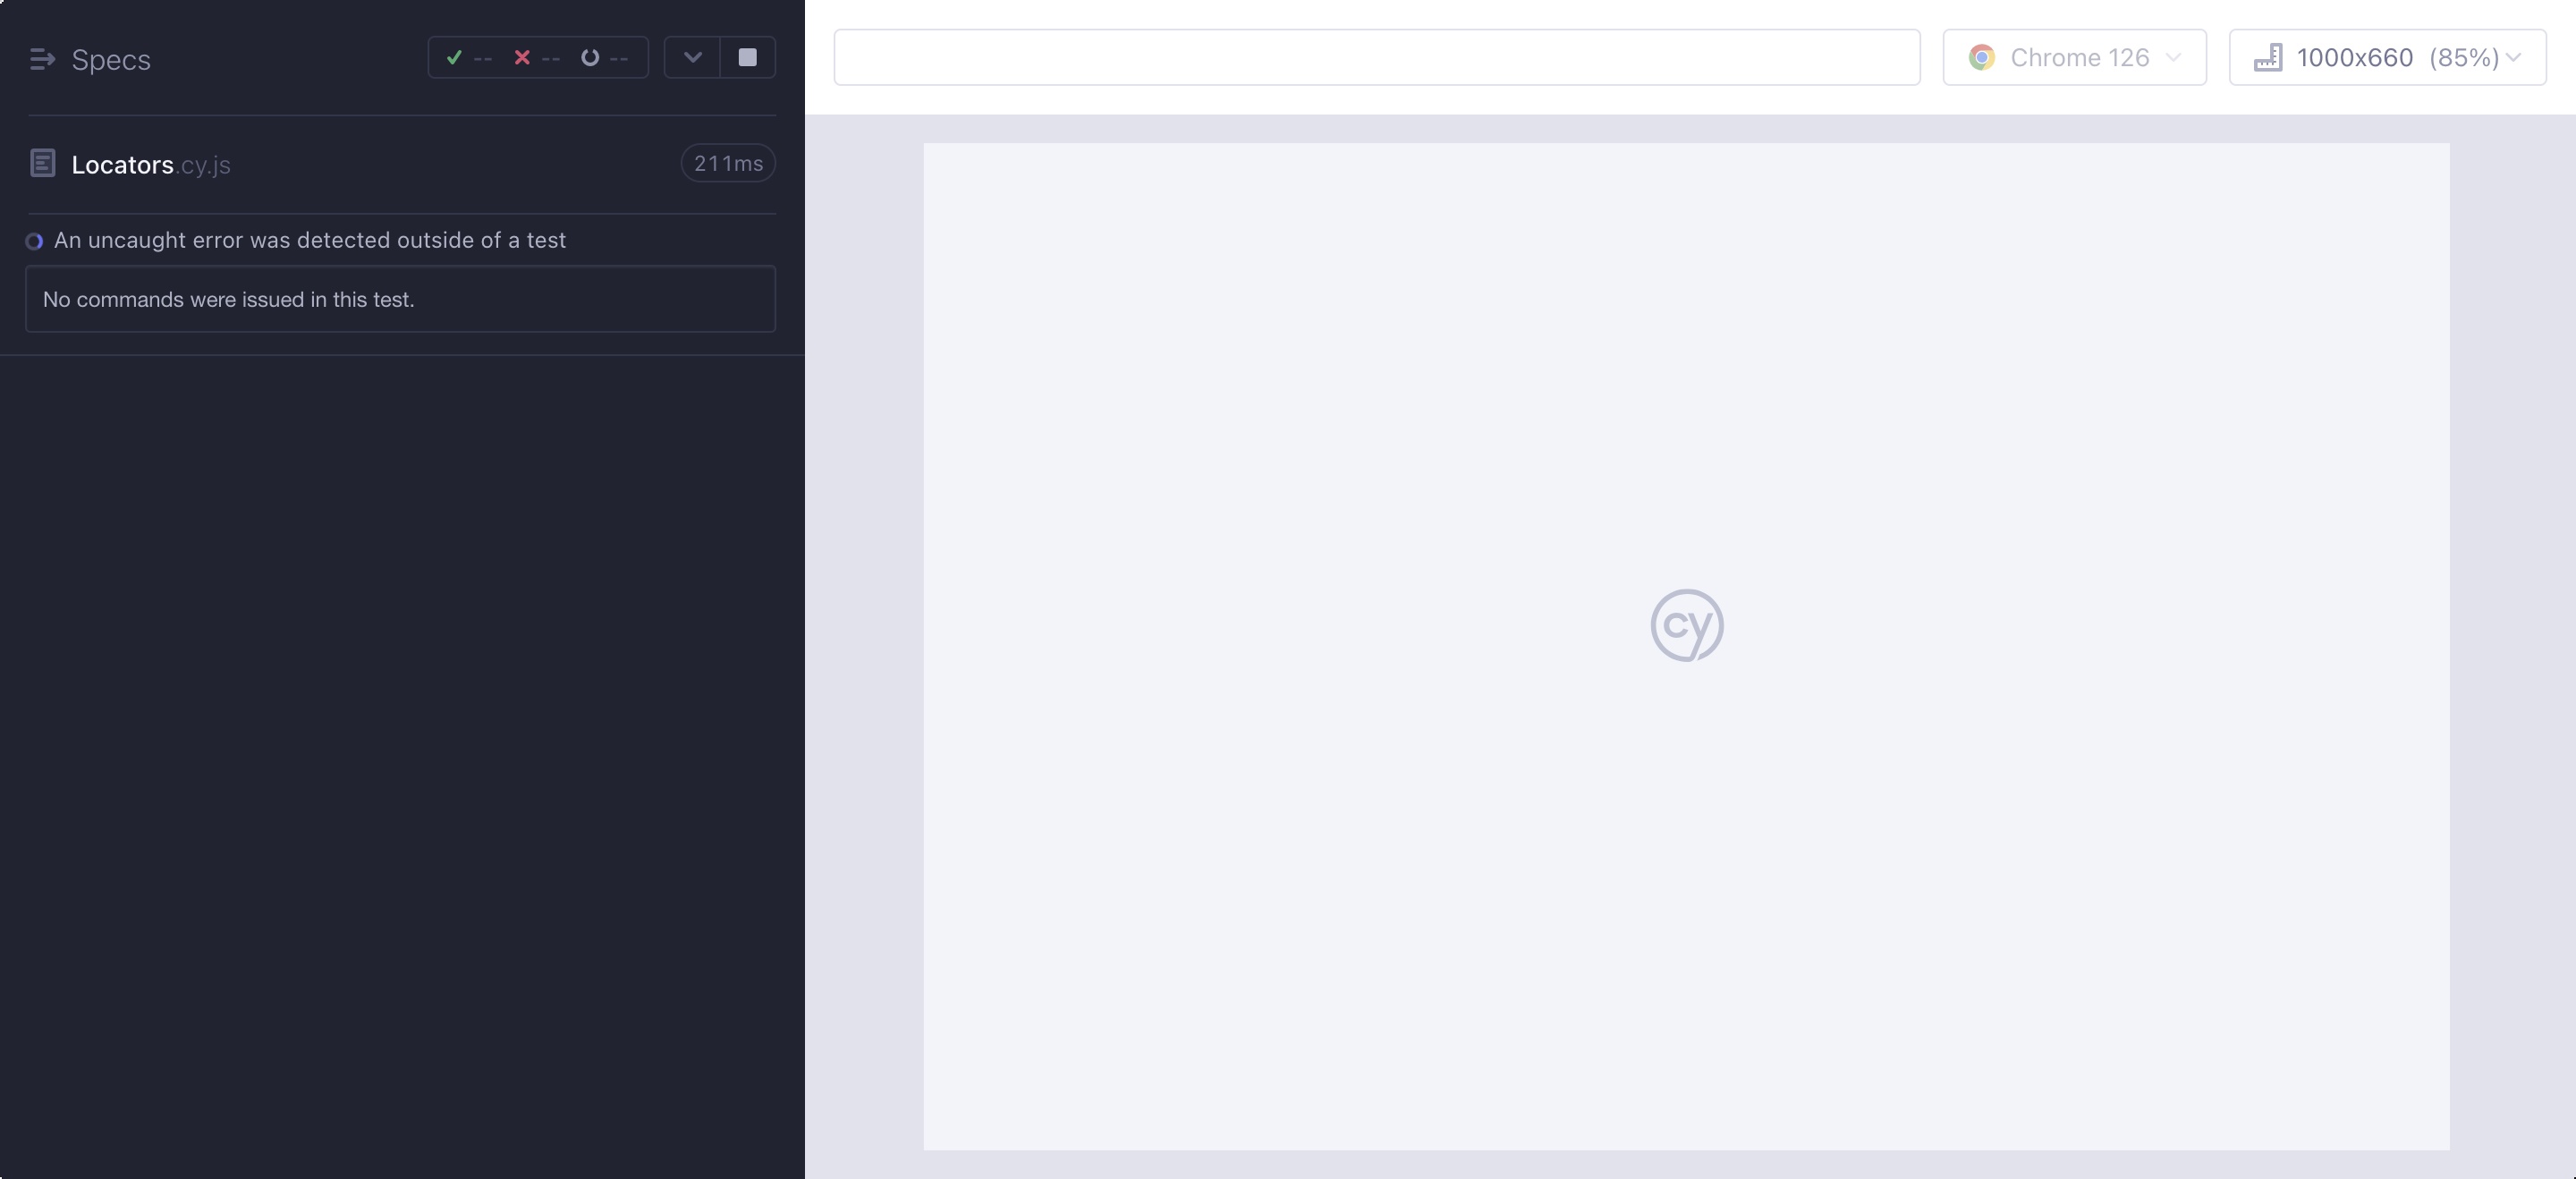 Specs
-- -- --
Chrome 126
1000x660 (85%)
Locators.cy.js
211ms
An uncaught error was detected outside of a test
No commands were issued in this test.
cy